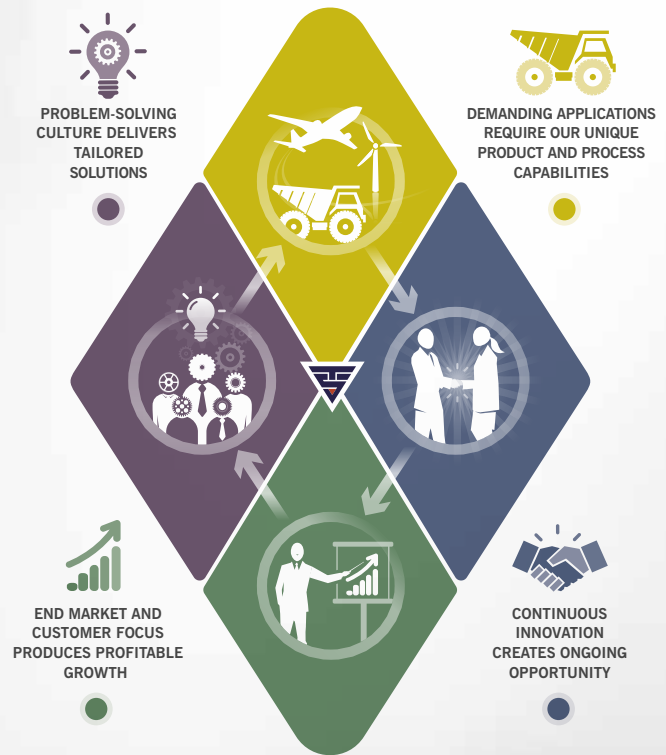 PROBLEM-SOLVING
CULTURE DELIVERS
TAILORED
SOLUTIONS
DEMANDING APPLICATIONS
REQUIRE OUR UNIQUE
PRODUCT AND PROCESS
CAPABILITIES
END MARKET AND
CUSTOMER FOCUS
PRODUCES PROFITABLE
GROWTH
CONTINUOUS
INNOVATION
CREATES ONGOING
OPPORTUNITY